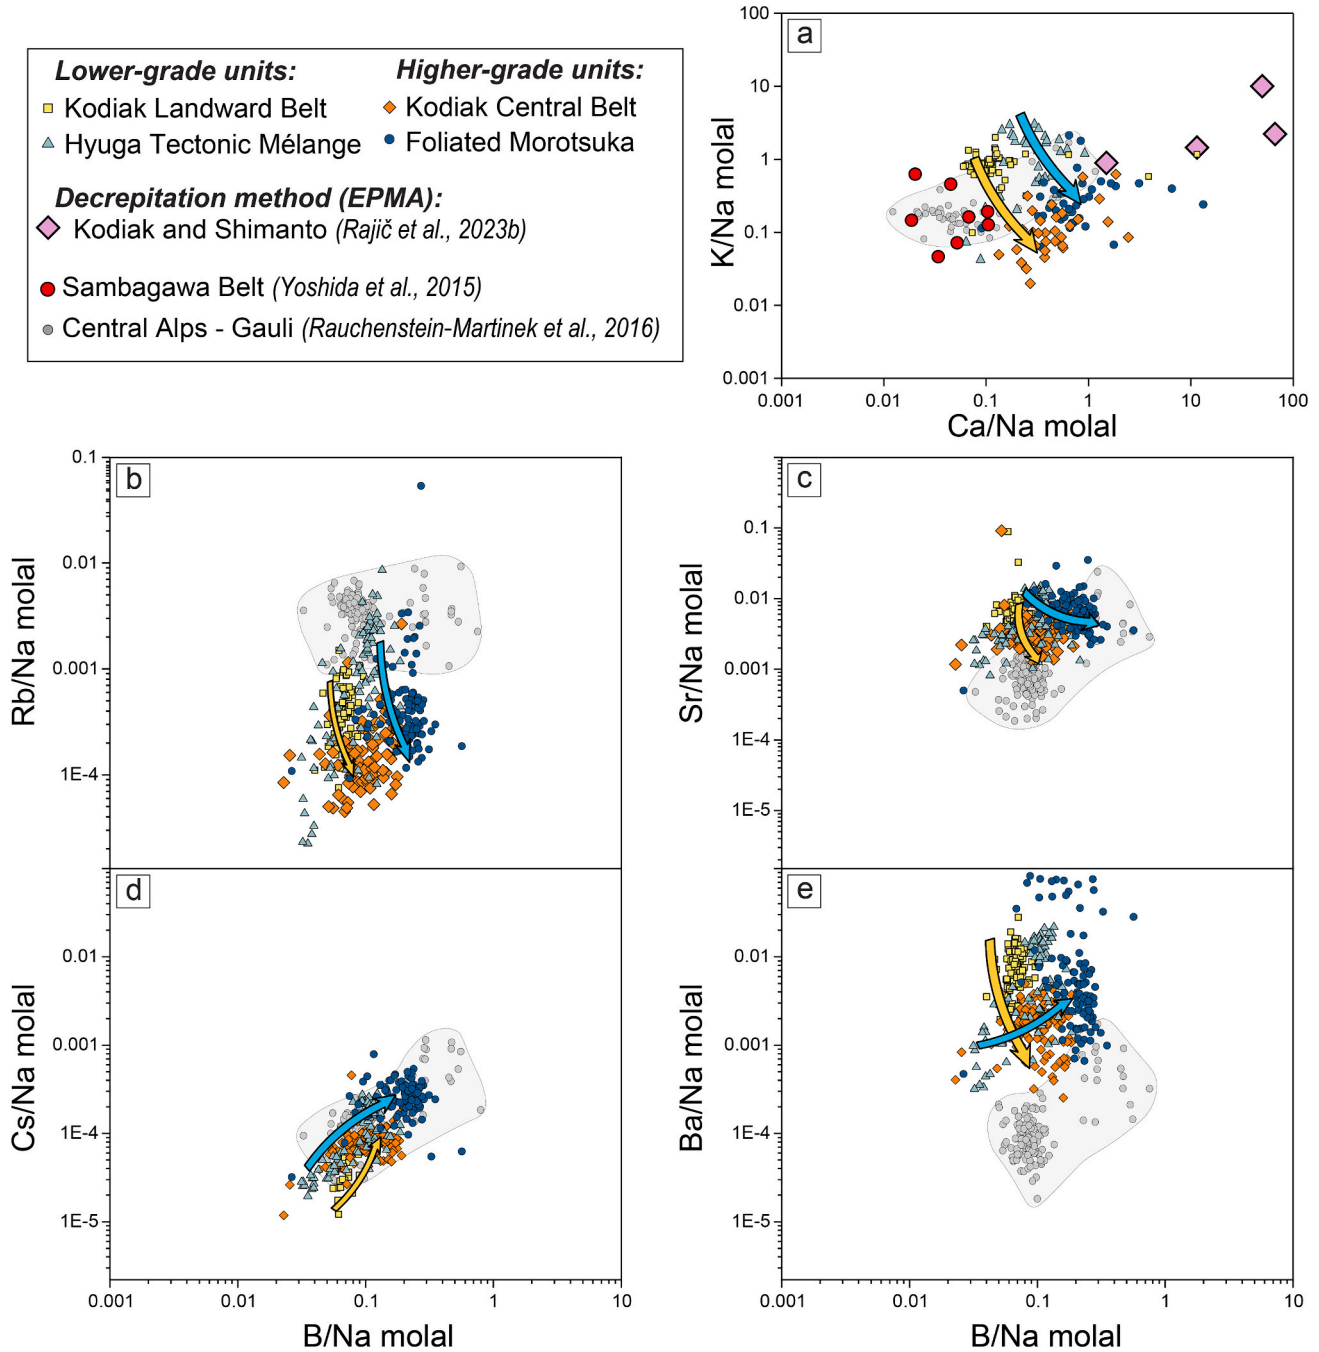 Lower-grade units:
Higher-grade units:
Kodiak Landward Belt
Kodiak Central Belt
Hyuga Tectonic Mélange
Foliated Morotsuka
Decrepitation method (EPMA):
Kodiak and Shimanto (Rajič et al., 2023b)
Sambagawa Belt (Yoshida et al., 2015)
Central Alps - Gauli (Rauchenstein-Martinek et al., 2016)
a
100
10
1
0.1
0.01
0.001
K/Na molal
0.001
0.01
0.1
1
10
100
Ca/Na molal
b
0.1
0.01
0.001
1E-4
Rb/Na molal
c
0.1
0.01
0.001
1E-4
1E-5
Sr/Na molal
d
0.01
0.001
1E-4
1E-5
Cs/Na molal
0.001
0.01
0.1
1
10
B/Na molal
e
0.01
0.001
1E-4
1E-5
Ba/Na molal
0.001
0.01
0.1
1
10
B/Na molal